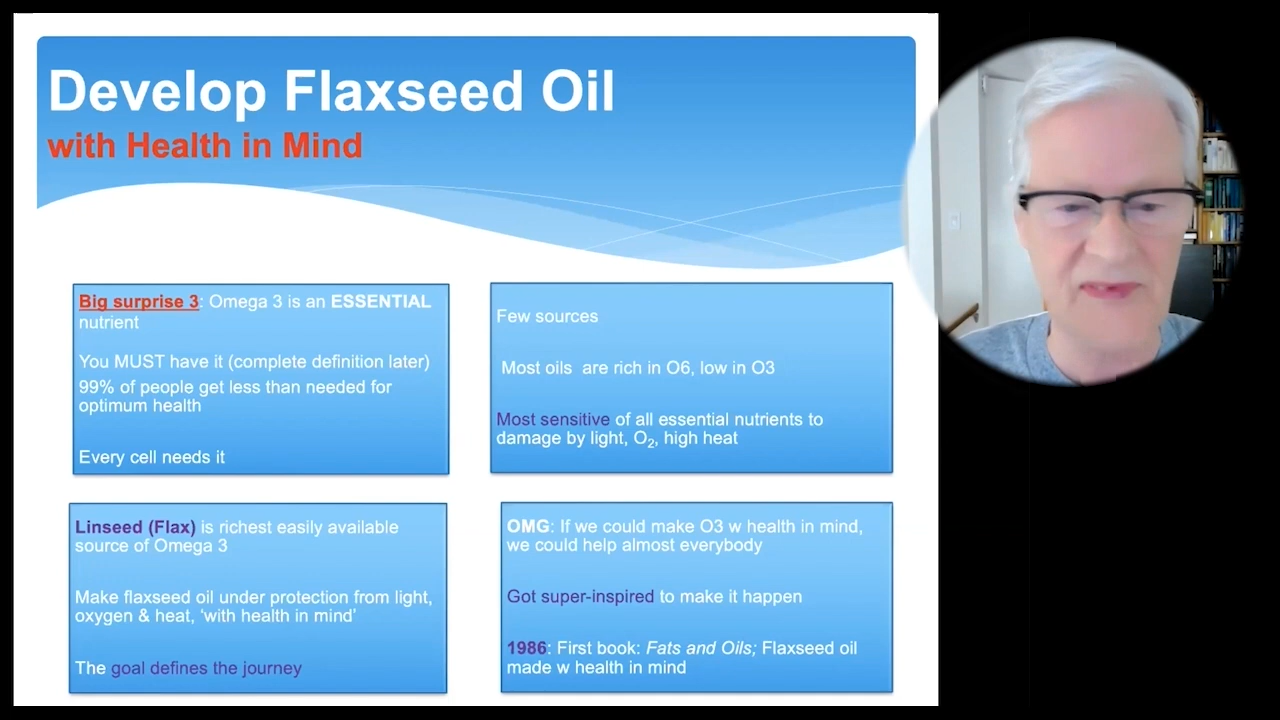 Develop Flaxseed Oil
with Health in Mind
Big surprise 3: Omega 3 is an ESSENTIAL
nutrient
You MUST have it (complete definition later)
99% of people get less than needed for
optimum health
Every cell needs it
Few sources
Most oils are rich in O6, low in O3
Most sensitive of all essential nutrients to
damage by light, O₂, high heat
Linseed (Flax) is richest easily available
source of Omega 3
Make flaxseed oil under protection from light,
oxygen & heat, ‘with health in mind’
The goal defines the journey
OMG: If we could make O3 w health in mind,
we could help almost everybody
Got super-inspired to make it happen
1986: First book: Fats and Oils; Flaxseed oil
made w health in mind